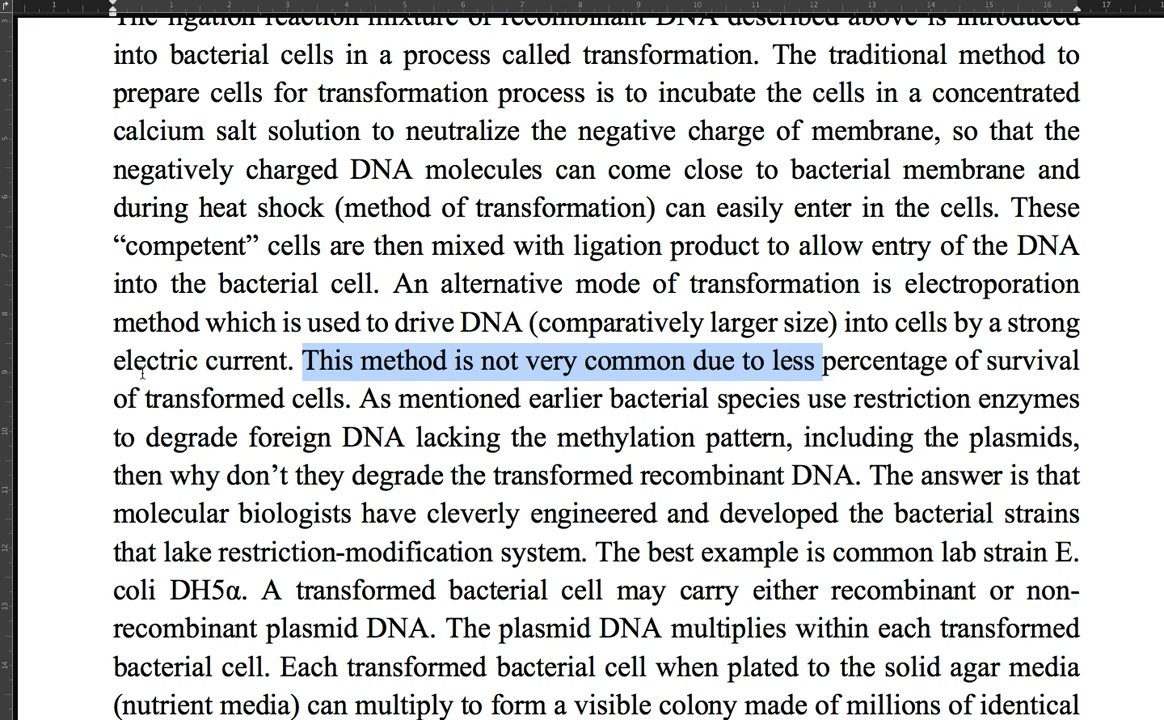 The ligation reaction mixture of recombinant DNA described above is introduced
into bacterial cells in a process called transformation. The traditional method to
prepare cells for transformation process is to incubate the cells in a concentrated
calcium salt solution to neutralize the negative charge of membrane, so that the
negatively charged DNA molecules can come close to bacterial membrane and
during heat shock (method of transformation) can easily enter in the cells. These
“competent” cells are then mixed with ligation product to allow entry of the DNA
into the bacterial cell. An alternative mode of transformation is electroporation
method which is used to drive DNA (comparatively larger size) into cells by a strong
electric current. This method is not very common due to less percentage of survival
of transformed cells. As mentioned earlier bacterial species use restriction enzymes
to degrade foreign DNA lacking the methylation pattern, including the plasmids,
then why don’t they degrade the transformed recombinant DNA. The answer is that
molecular biologists have cleverly engineered and developed the bacterial strains
that lake restriction-modification system. The best example is common lab strain E.
coli DH5α. A transformed bacterial cell may carry either recombinant or non-
recombinant plasmid DNA. The plasmid DNA multiplies within each transformed
bacterial cell. Each transformed bacterial cell when plated to the solid agar media
(nutrient media) can multiply to form a visible colony made of millions of identical